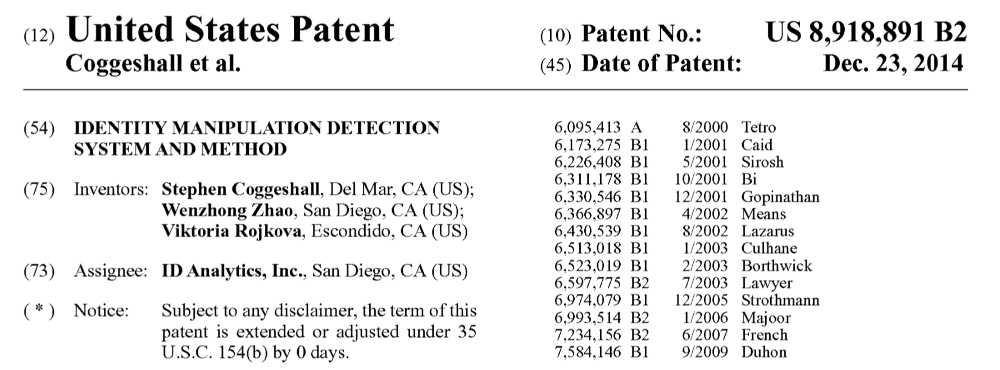 (12) United States Patent
Coggeshall et al.
(10) Patent No.: US 8,918,891 B2
(45) Date of Patent: Dec. 23, 2014
(54) IDENTITY MANIPULATION DETECTION
SYSTEM AND METHOD
(75) Inventors: Stephen Coggeshall, Del Mar, CA (US);
Wenzhong Zhao, San Diego, CA (US);
Viktoria Rojkova, Escondido, CA (US)
(73) Assignee: ID Analytics, Inc., San Diego, CA (US)
( * ) Notice: Subject to any disclaimer, the term of this
patent is extended or adjusted under 35
U.S.C. 154(b) by 0 days.
6,095,413 A 8/2000 Tetro
6,173,275 B1 1/2001 Caid
6,226,408 B1 5/2001 Sirosh
6,311,178 B1 10/2001 Bi
6,330,546 B1 12/2001 Gopinathan
6,366,897 B1 4/2002 Means
6,430,539 B1 8/2002 Lazarus
6,513,018 B1 1/2003 Culhane
6,523,019 B1 2/2003 Borthwick
6,597,775 B2 7/2003 Lawyer
6,974,079 B1 12/2005 Strothmann
6,993,514 B2 1/2006 Majoor
7,234,156 B2 6/2007 French
7,584,146 B1 9/2009 Duhon